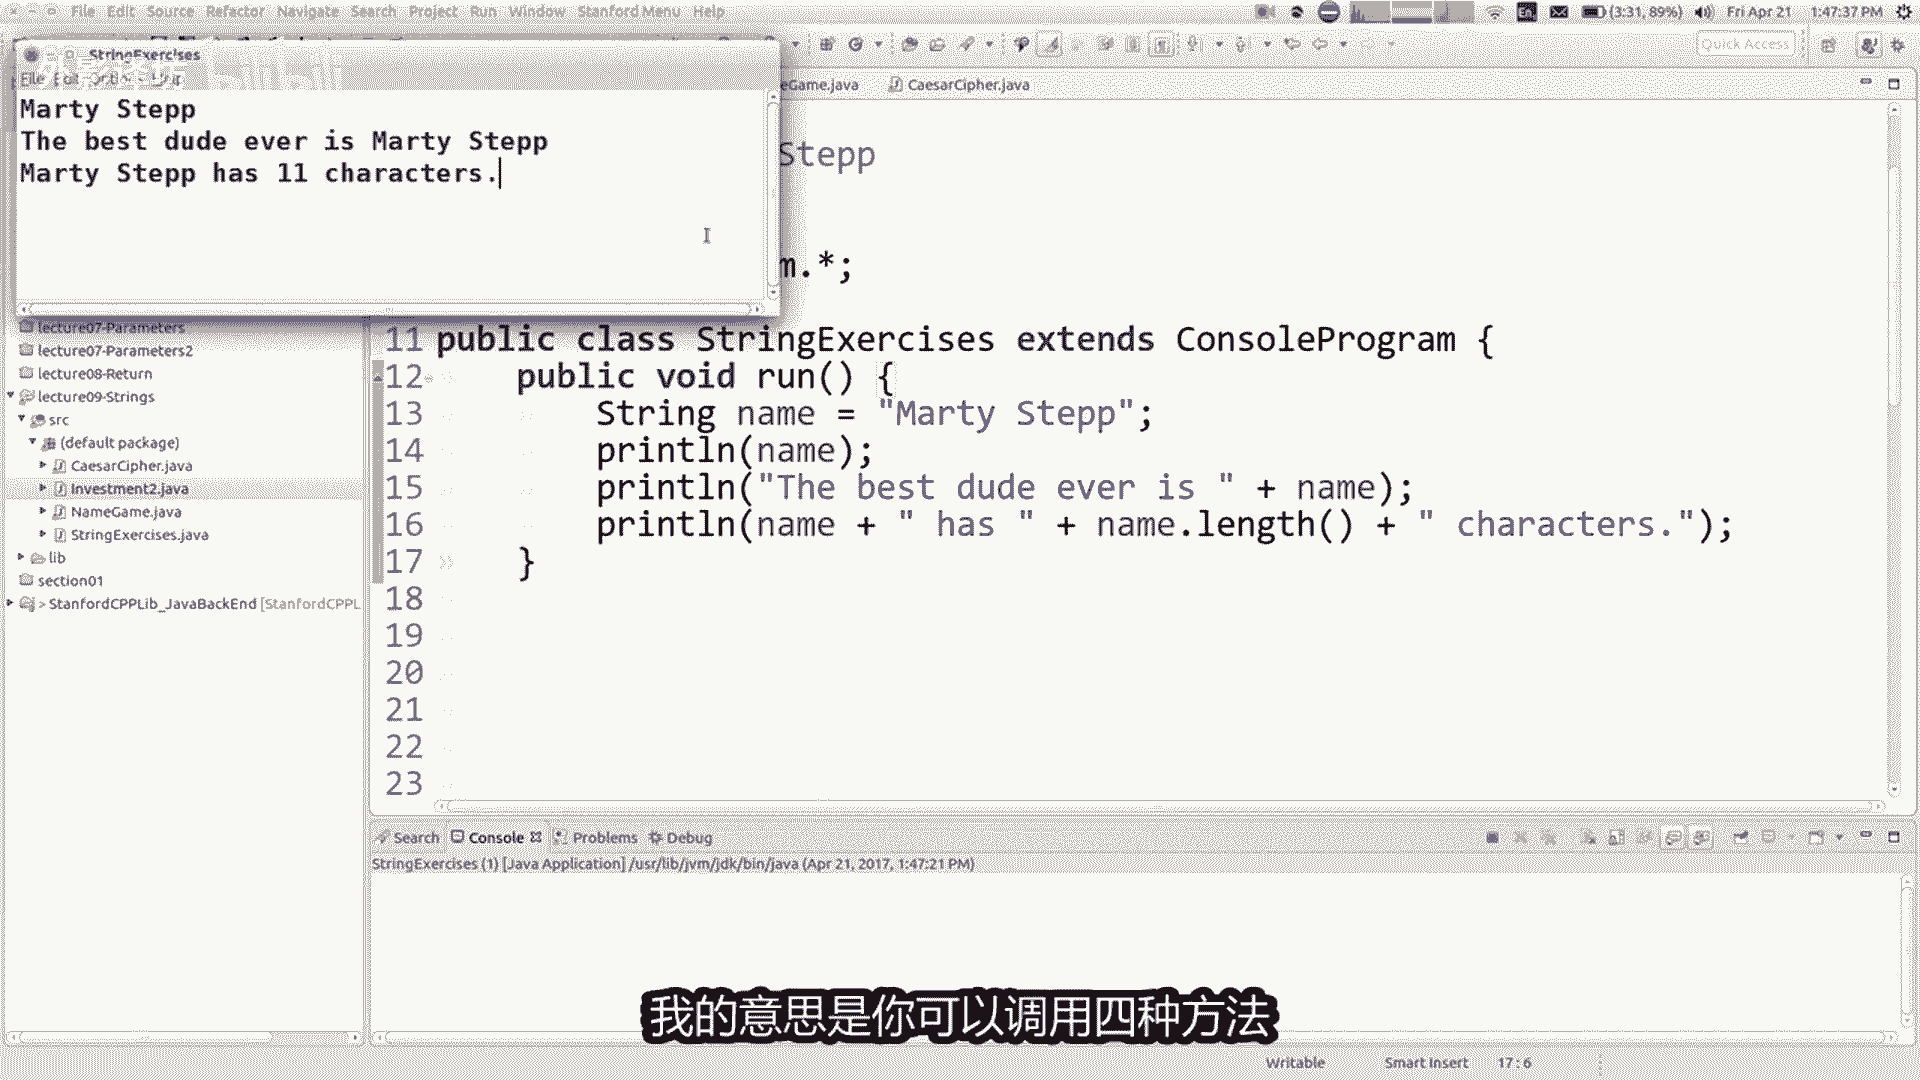 File Edit Source Refactor Navigate Search Project Run Window Stanford Menu Help
En (3:31, 89%) Fri Apr 21 1:47:37 PM
StringExercises
Quick Access
File Edit
eGame.java CaesarCipher.java
Marty Stepp
The best dude ever is Marty Stepp
Marty Stepp has 11 characters.
Stepp
m.*;
lecture07-Parameters
lecture07-Parameters2
lecture08-Return
lecture09-Strings
src
(default package)
CaesarCipher.java
Investment2.java
NameGame.java
StringExercises.java
lib
section01
> StanfordCPPLib_JavaBackEnd [StanfordCPPL
11 public class StringExercises extends ConsoleProgram {
12 public void run() {
13 String name = "Marty Stepp";
14 println(name);
15 println("The best dude ever is " + name);
16 println(name + " has " + name.length() + " characters.");
17 }
18
19
20
21
22
23
Search Console Problems Debug
StringExercises (1) [Java Application] /usr/lib/jvm/jdk/bin/java (Apr 21, 2017, 1:47:21 PM)
我的意思是你可以调用四种方法
Writable Smart Insert 17 : 6